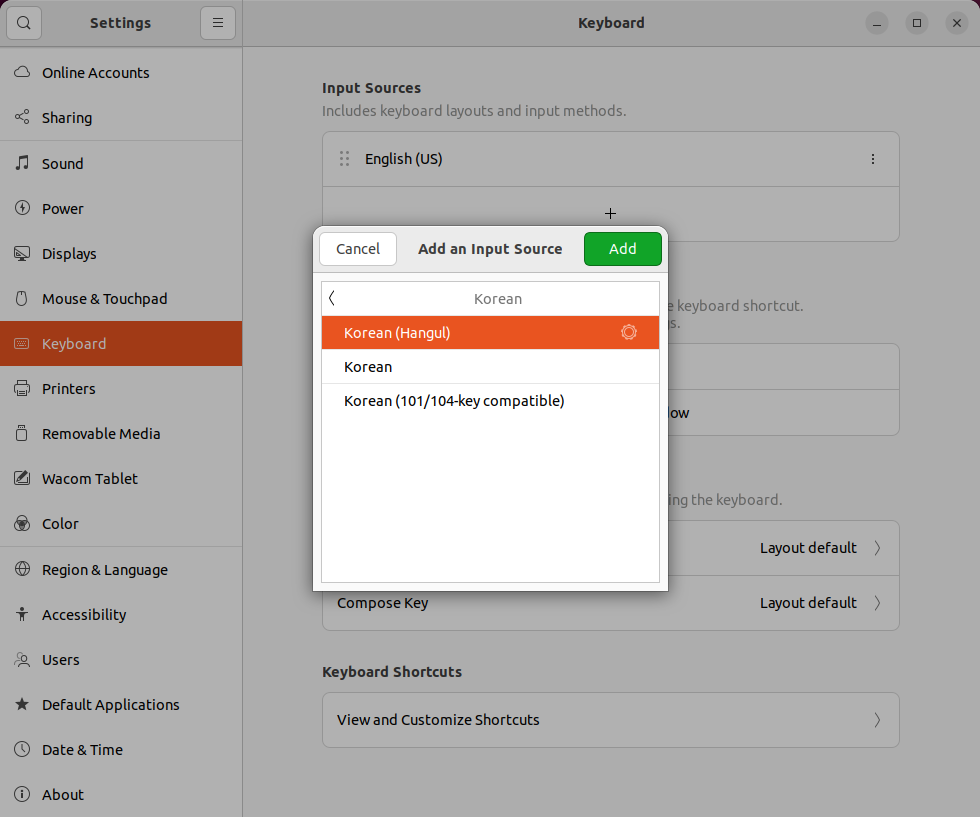 Settings
Keyboard
Online Accounts
Sharing
Sound
Power
Displays
Mouse & Touchpad
Keyboard
Printers
Removable Media
Wacom Tablet
Color
Region & Language
Accessibility
Users
Default Applications
Date & Time
About
Input Sources
Includes keyboard layouts and input methods.
English (US)
Cancel
Add an Input Source
Add
Korean
Korean (Hangul)
Korean
Korean (101/104-key compatible)
keyboard shortcut.
ing the keyboard.
Layout default
Compose Key
Layout default
Keyboard Shortcuts
View and Customize Shortcuts